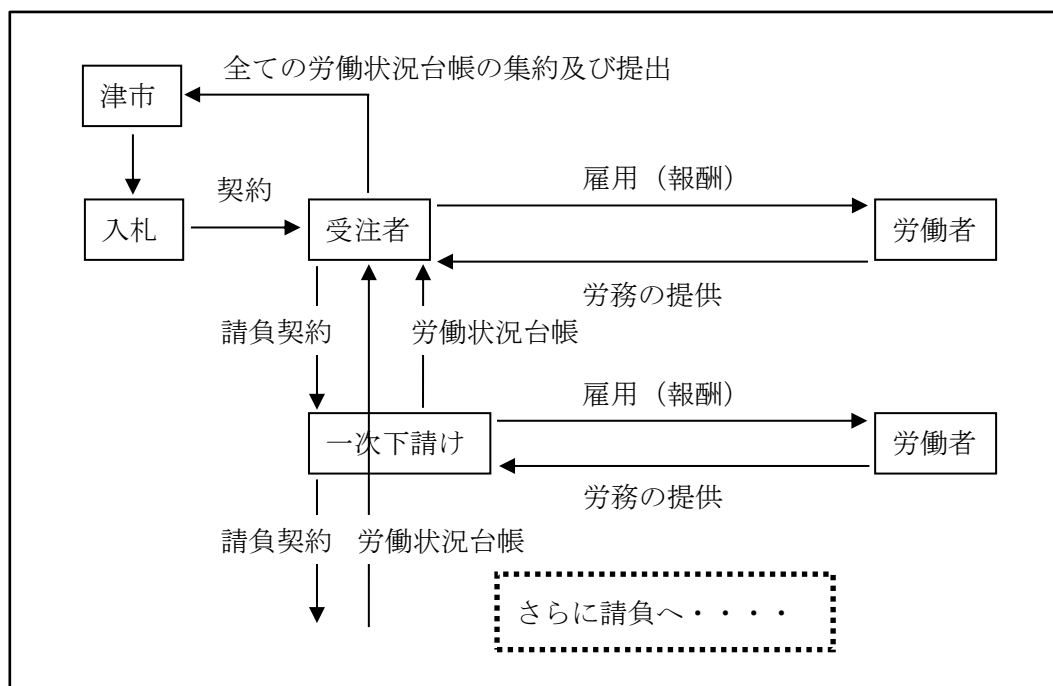 全ての労働状況台帳の集約及び提出
津市
契約
雇用（報酬）
入札
受注者
労働者
労務の提供
請負契約
労働状況台帳
雇用（報酬）
一次下請け
労働者
労務の提供
請負契約
労働状況台帳
さらに請負へ・・・・